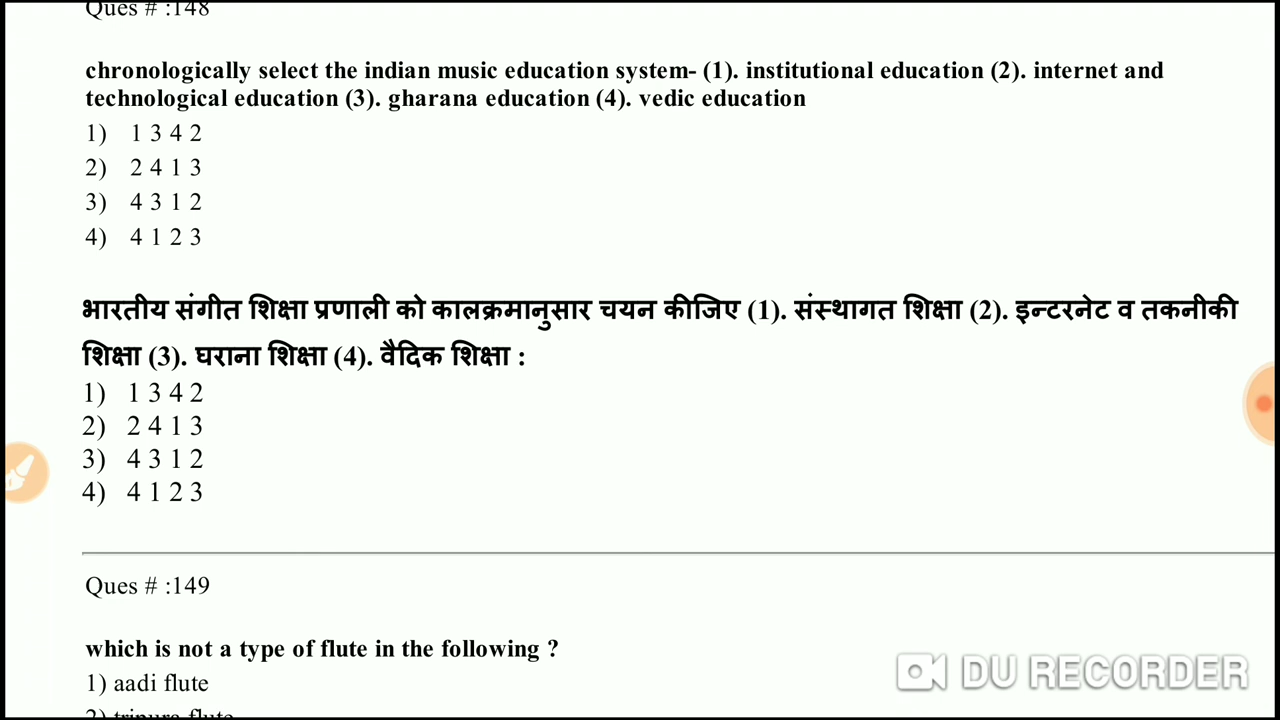 Ques # :148
chronologically select the indian music education system- (1). institutional education (2). internet and
technological education (3). gharana education (4). vedic education
1) 1 3 4 2
2) 2 4 1 3
3) 4 3 1 2
4) 4 1 2 3
भारतीय संगीत शिक्षा प्रणाली को कालक्रमानुसार चयन कीजिए (1). संस्थागत शिक्षा (2). इन्टरनेट व तकनीकी
शिक्षा (3). घराना शिक्षा (4). वैदिक शिक्षा :
1) 1 3 4 2
2) 2 4 1 3
3) 4 3 1 2
4) 4 1 2 3
Ques # :149
which is not a type of flute in the following ?
1) aadi flute
2) tripura flute
DU RECORDER